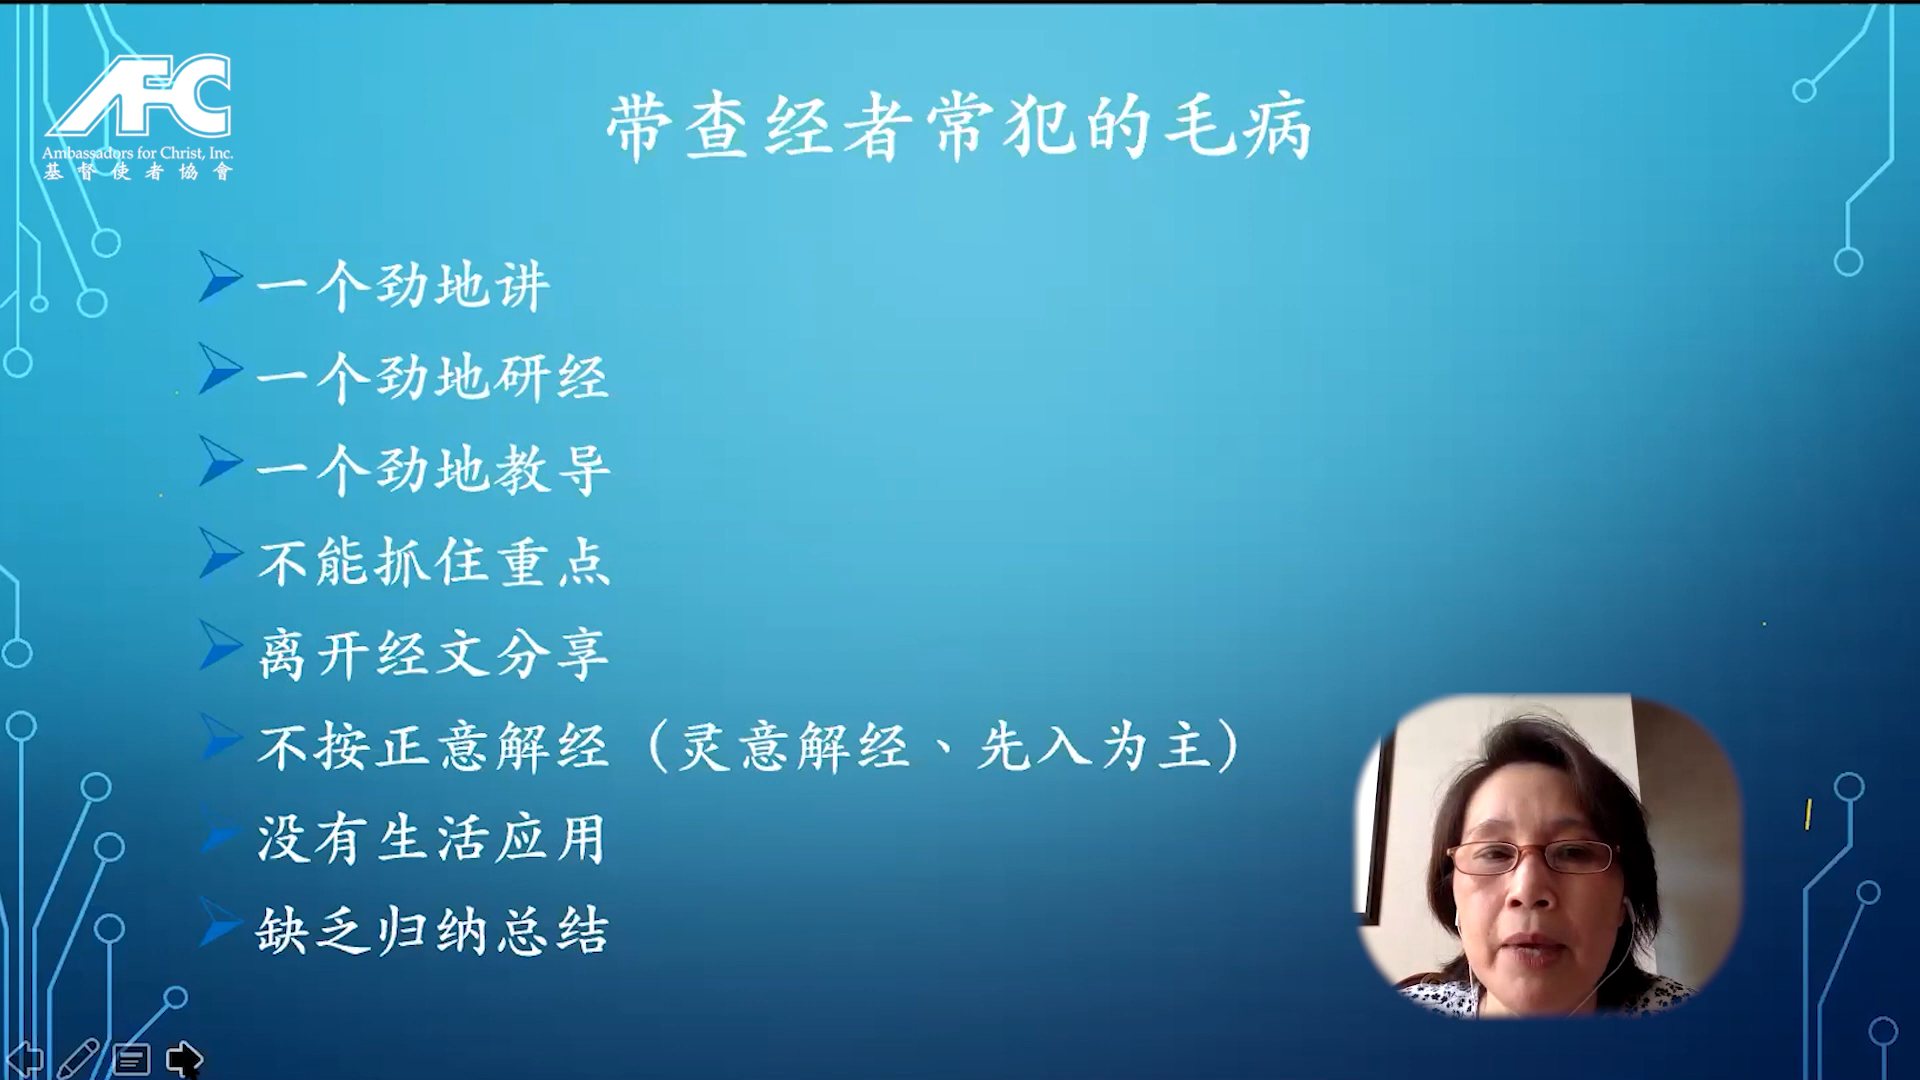 AFC
Ambassadors for Christ, Inc.
基督使者協會
带查经者常犯的毛病
一个劲地讲
一个劲地研经
一个劲地教导
不能抓住重点
离开经文分享
不按正意解经（灵意解经、先入为主）
没有生活应用
缺乏归纳总结